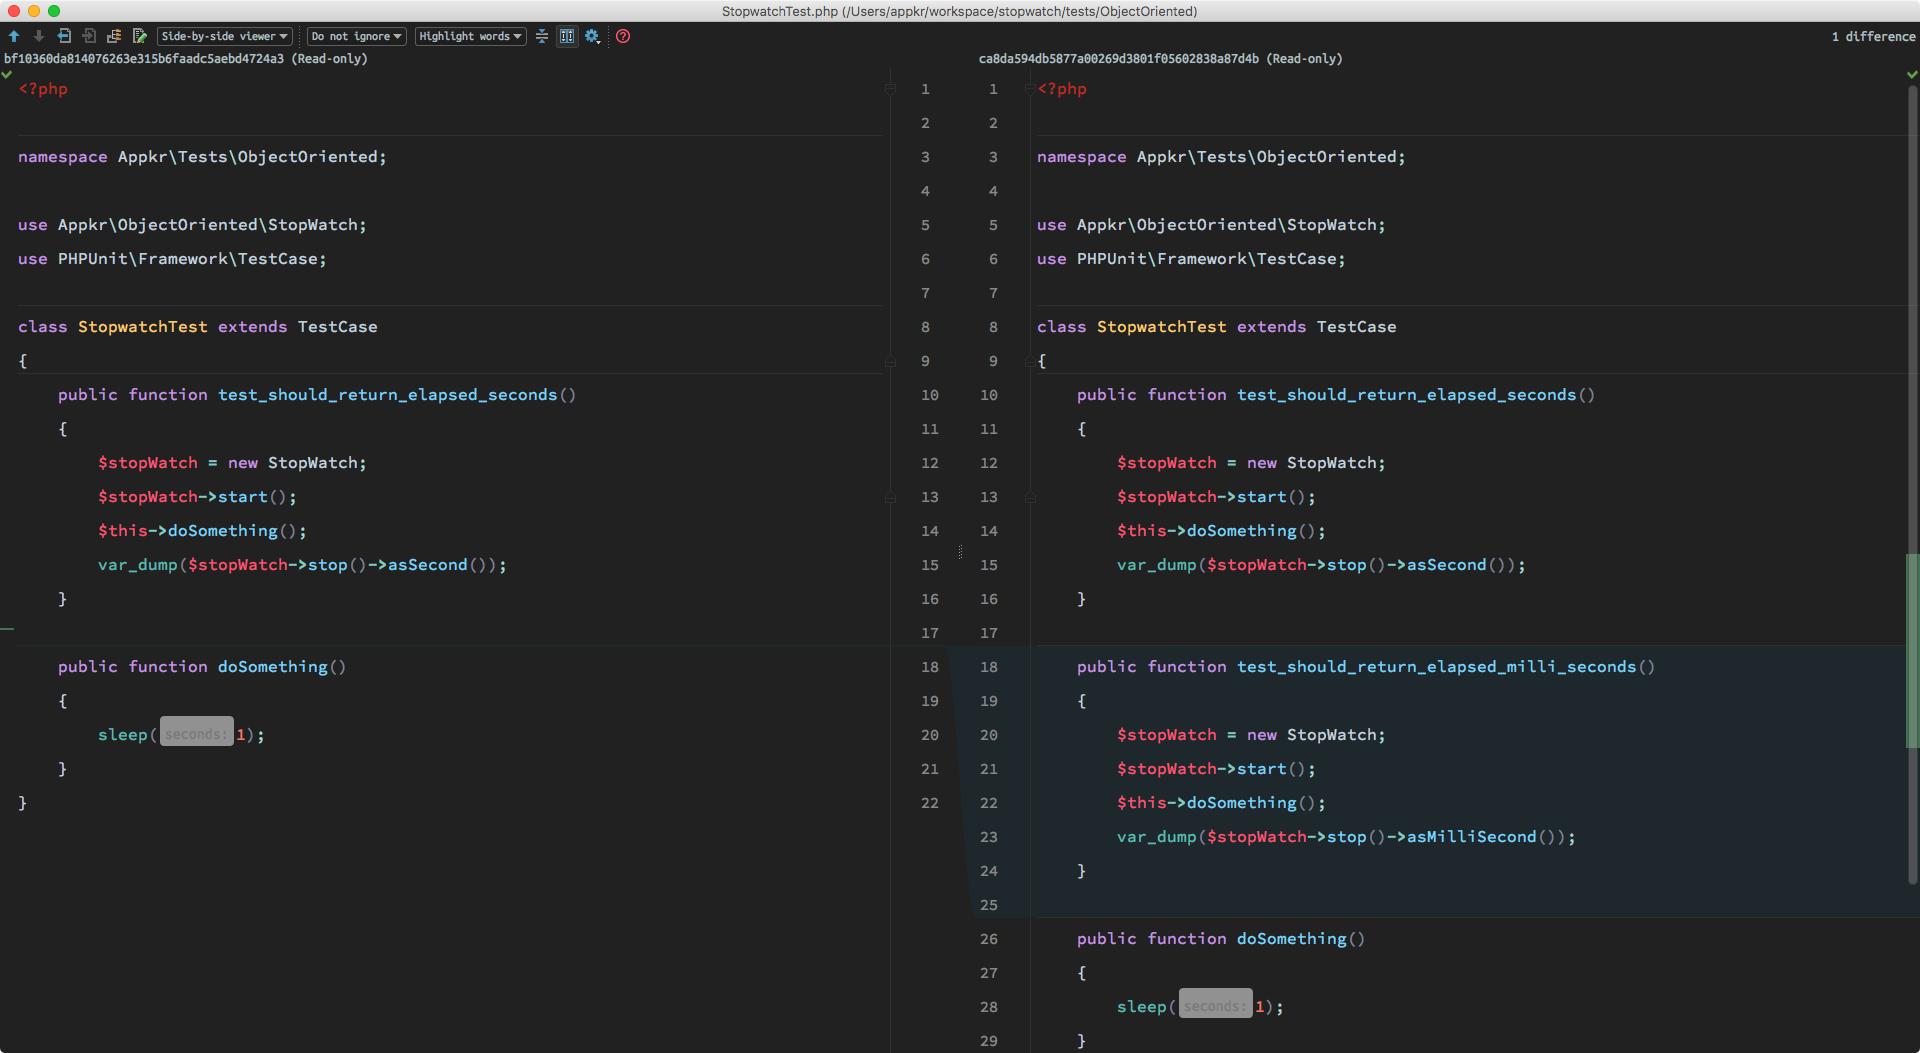 StopwatchTest.php (/Users/appkr/workspace/stopwatch/tests/ObjectOriented)
Side-by-side viewer Do not ignore Highlight words ? 1 difference
bf10360da814076263e315b6faadc5aebd4724a3 (Read-only)
<?php 1
2
namespace Appkr\Tests\ObjectOriented; 3
4
use Appkr\ObjectOriented\StopWatch; 5
use PHPUnit\Framework\TestCase; 6
7
class StopwatchTest extends TestCase 8
{ 9
public function test_should_return_elapsed_seconds() 10
{ 11
$stopWatch = new StopWatch; 12
$stopWatch->start(); 13
$this->doSomething(); 14
var_dump($stopWatch->stop()->asSecond()); 15
} 16
17
public function doSomething() 18
{ 19
sleep( seconds: 1); 20
} 21
} 22
ca8da594db5877a00269d3801f05602838a87d4b (Read-only)
1 <?php
2
3 namespace Appkr\Tests\ObjectOriented;
4
5 use Appkr\ObjectOriented\StopWatch;
6 use PHPUnit\Framework\TestCase;
7
8 class StopwatchTest extends TestCase
9 {
10 public function test_should_return_elapsed_seconds()
11 {
12 $stopWatch = new StopWatch;
13 $stopWatch->start();
14 $this->doSomething();
15 var_dump($stopWatch->stop()->asSecond());
16 }
17
18 public function test_should_return_elapsed_milli_seconds()
19 {
20 $stopWatch = new StopWatch;
21 $stopWatch->start();
22 $this->doSomething();
23 var_dump($stopWatch->stop()->asMilliSecond());
24 }
25
26 public function doSomething()
27 {
28 sleep( seconds: 1);
29 }